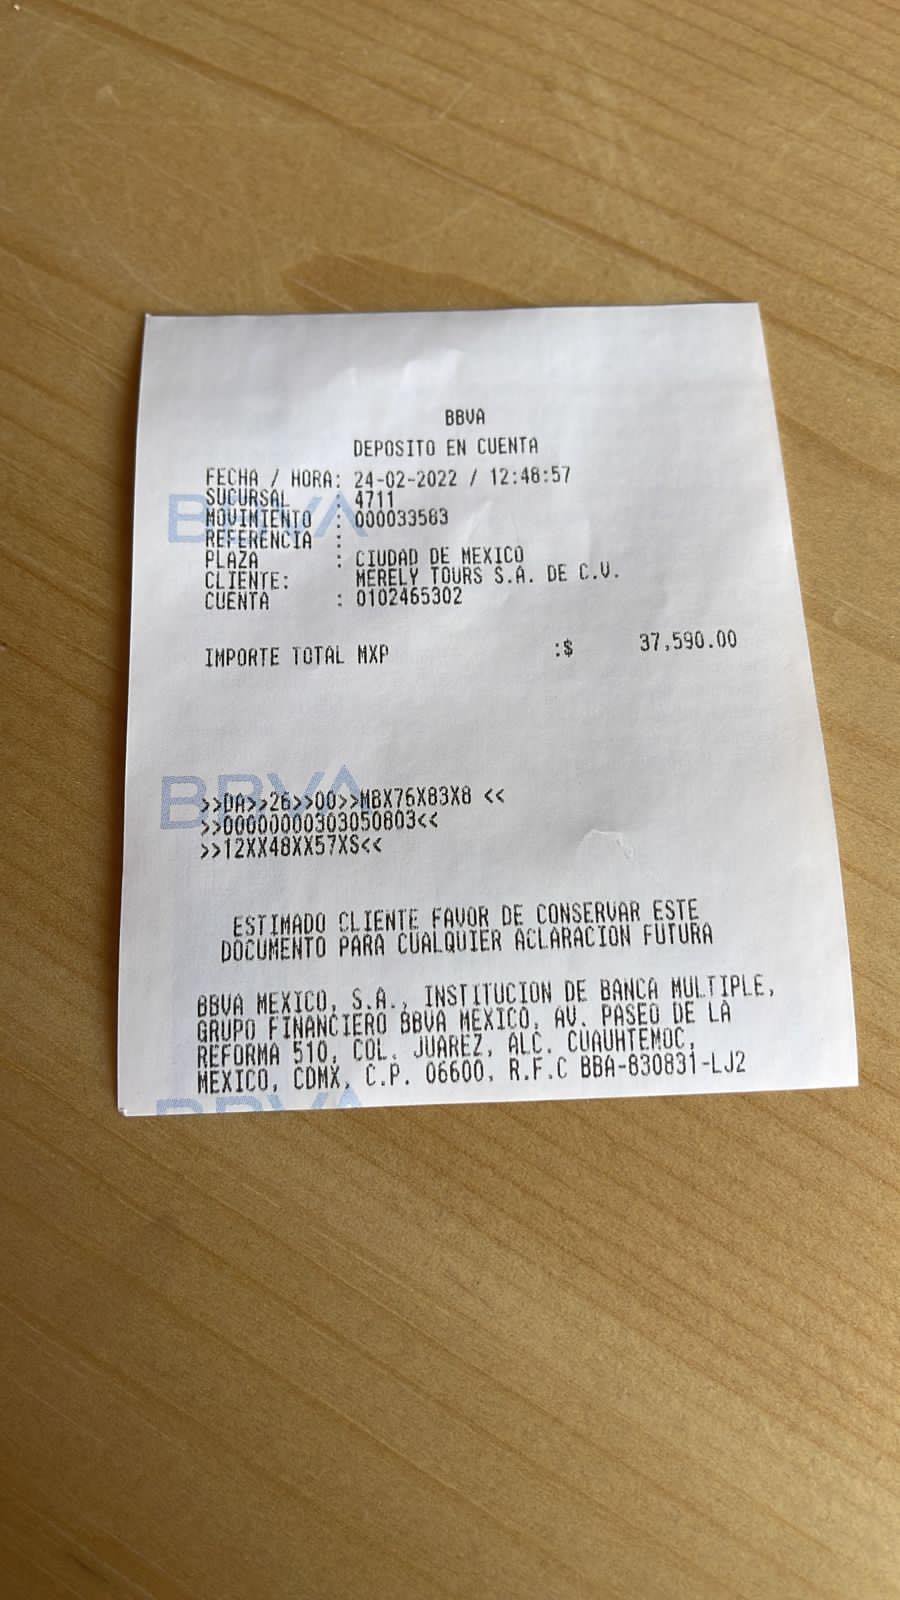 BBVA
DEPOSITO EN CUENTA
FECHA / HORA: 24-02-2022 / 12:48:57
SUCURSAL : 4711
MOVIMIENTO : 000033583
REFERENCIA :
PLAZA : CIUDAD DE MEXICO
CLIENTE: MERELY TOURS S.A. DE C.V.
CUENTA : 0102465302
IMPORTE TOTAL MXP :$ 37,590.00
BBVA
>>DA>>26>>00>>MBX76X83X8 <<
>>000000000303050803<<
>>12XX48XX57XS<<
ESTIMADO CLIENTE FAVOR DE CONSERVAR ESTE
DOCUMENTO PARA CUALQUIER ACLARACION FUTURA
BBVA MEXICO, S.A., INSTITUCION DE BANCA MULTIPLE,
GRUPO FINANCIERO BBVA MEXICO, AV. PASEO DE LA
REFORMA 510, COL. JUAREZ, ALC. CUAUHTEMOC,
MEXICO, CDMX, C.P. 06600, R.F.C BBA-830831-LJ2
BBVA